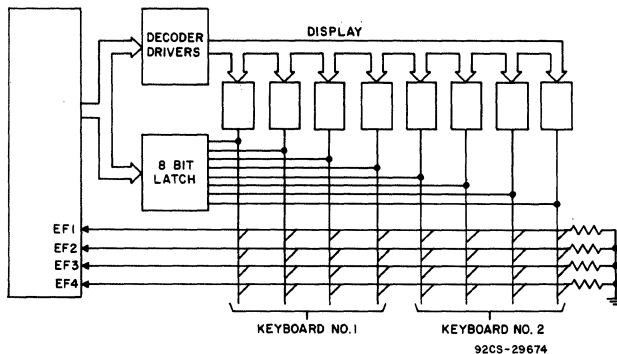 DECODER
DRIVERS
DISPLAY
8 BIT
LATCH
EF1
EF2
EF3
EF4
KEYBOARD NO.1
KEYBOARD NO. 2
92CS-29674